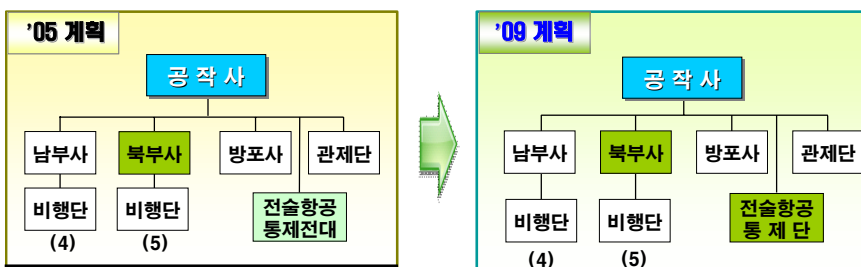 '05 계획
공 작 사
남부사
북부사
방포사
관제단
비행단
비행단
전술항공
통제전대
(4)
(5)
'09 계획
공 작 사
남부사
북부사
방포사
관제단
비행단
비행단
전술항공
통 제 단
(4)
(5)